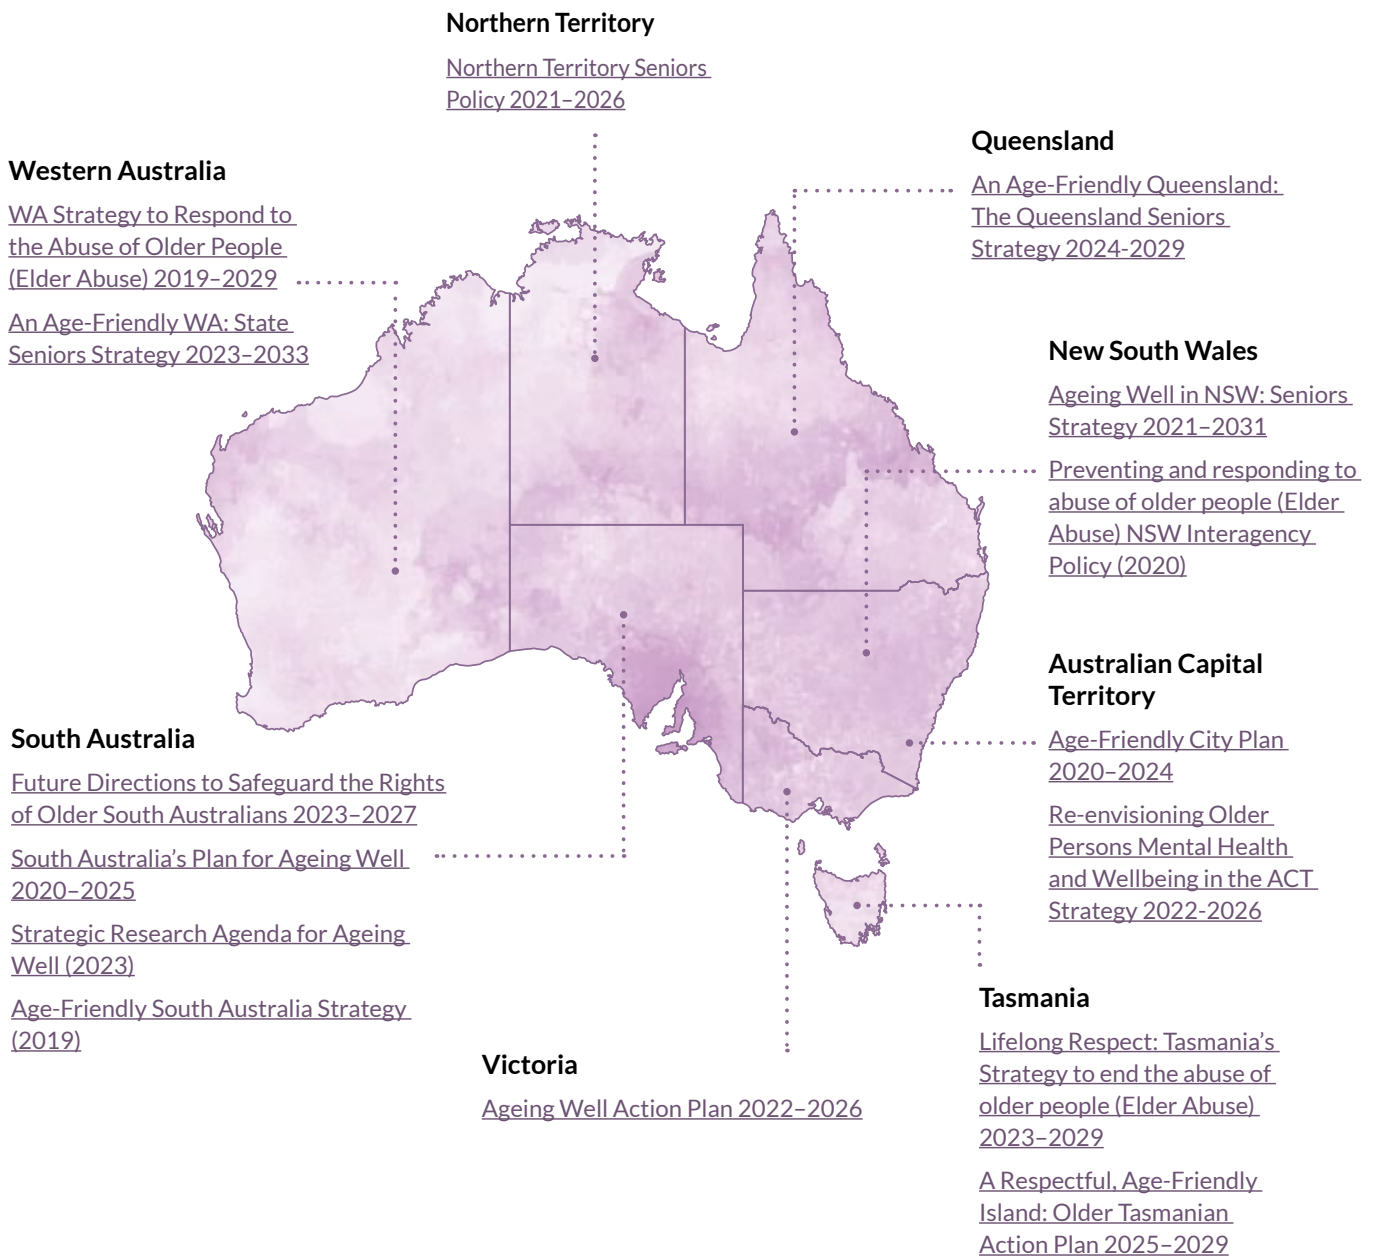 Northern Territory
Northern Territory Seniors
Policy 2021–2026
Queensland
An Age-Friendly Queensland:
The Queensland Seniors
Strategy 2024-2029
Western Australia
WA Strategy to Respond to
the Abuse of Older People
(Elder Abuse) 2019–2029
An Age-Friendly WA: State
Seniors Strategy 2023–2033
New South Wales
Ageing Well in NSW: Seniors
Strategy 2021–2031
Preventing and responding to
abuse of older people (Elder
Abuse) NSW Interagency
Policy (2020)
Australian Capital
Territory
Age-Friendly City Plan
2020–2024
Re-envisioning Older
Persons Mental Health
and Wellbeing in the ACT
Strategy 2022-2026
South Australia
Future Directions to Safeguard the Rights
of Older South Australians 2023–2027
South Australia’s Plan for Ageing Well
2020–2025
Strategic Research Agenda for Ageing
Well (2023)
Age-Friendly South Australia Strategy
(2019)
Victoria
Ageing Well Action Plan 2022–2026
Tasmania
Lifelong Respect: Tasmania’s
Strategy to end the abuse of
older people (Elder Abuse)
2023–2029
A Respectful, Age-Friendly
Island: Older Tasmanian
Action Plan 2025–2029